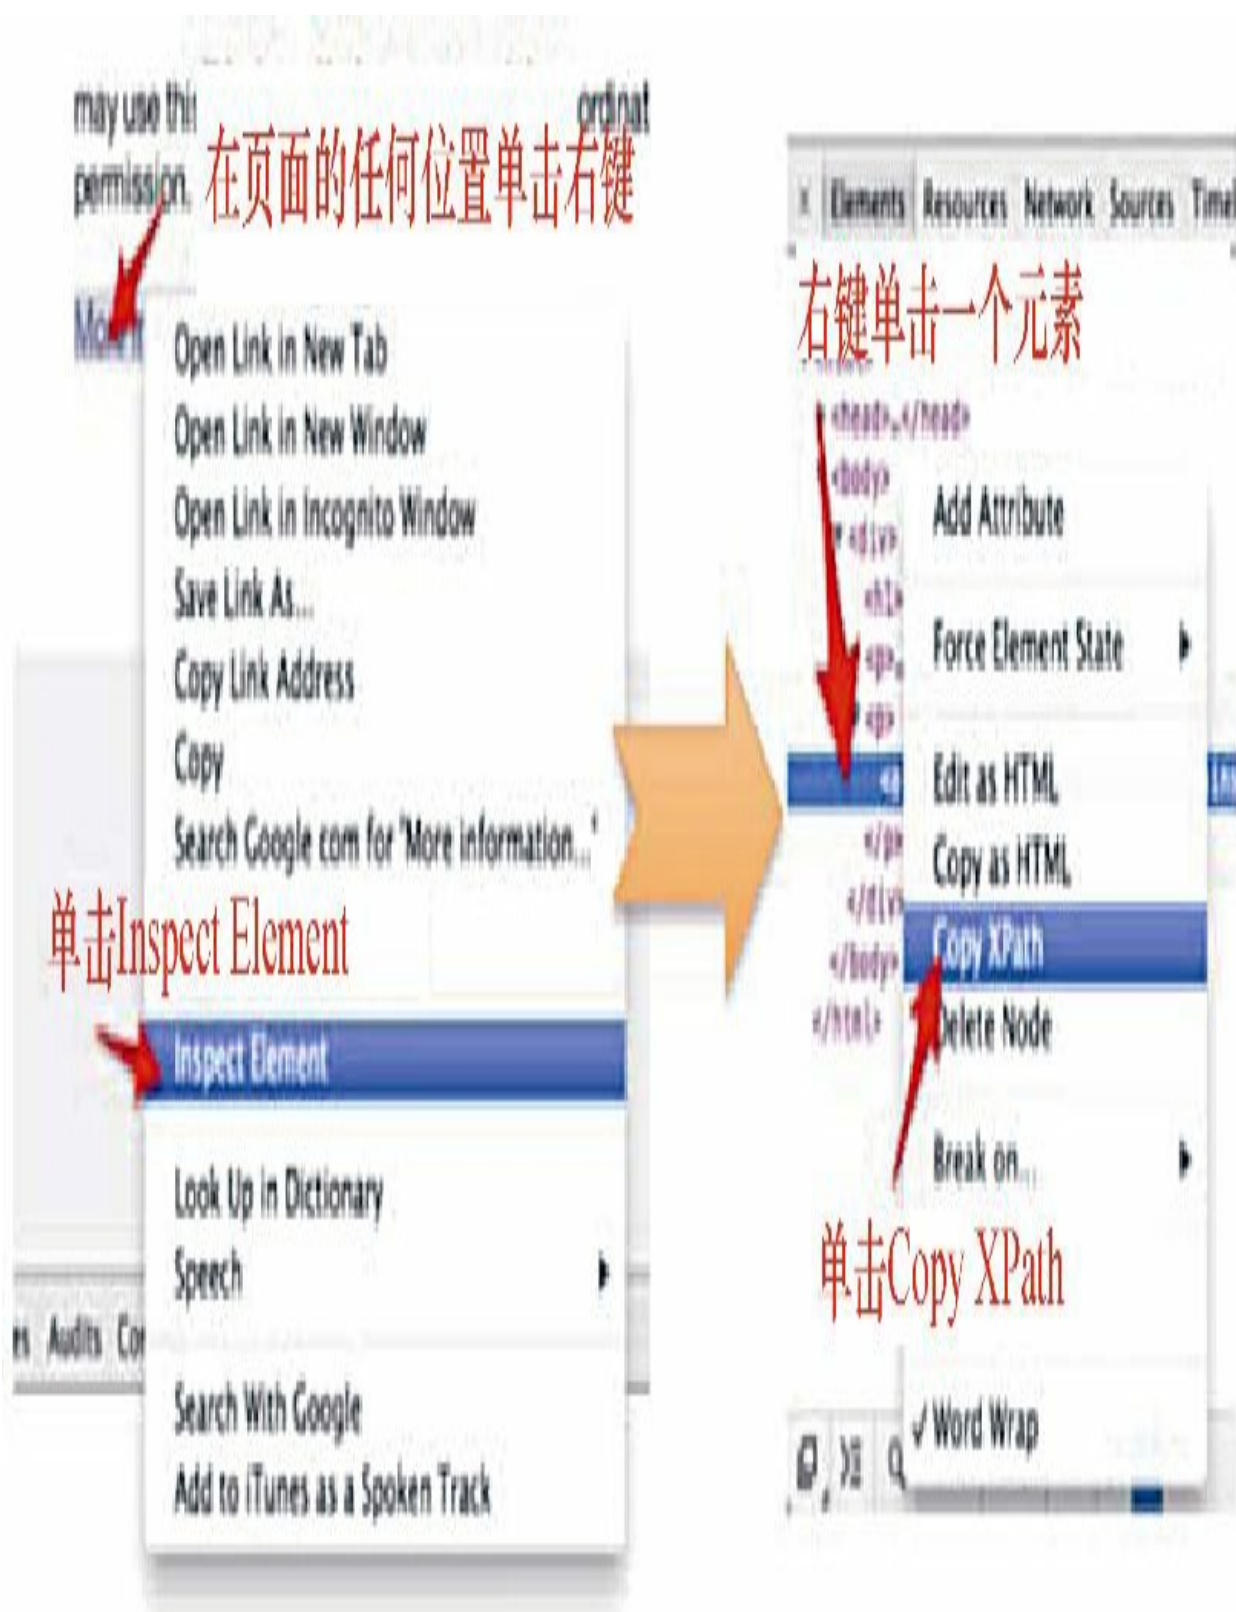 may use this
ordinat
permission.
在页面的任何位置单击右键
Open Link in New Tab
Open Link in New Window
Open Link in Incognito Window
Save Link As...
Copy Link Address
Copy
Search Google com for "More information..."
单击Inspect Element
Inspect Element
Look Up in Dictionary
Speech
es Audits Con
Search With Google
Add to iTunes as a Spoken Track
x Elements Resources Network Sources Timel
右键单击一个元素
<head>…</head>
<body>
<div>
<h1>
<p>…
<p>
</p>
</div>
</body>
</html>
Add Attribute
Force Element State
Edit as HTML
Copy as HTML
Copy XPath
Delete Node
Break on...
单击Copy XPath
✓ Word Wrap